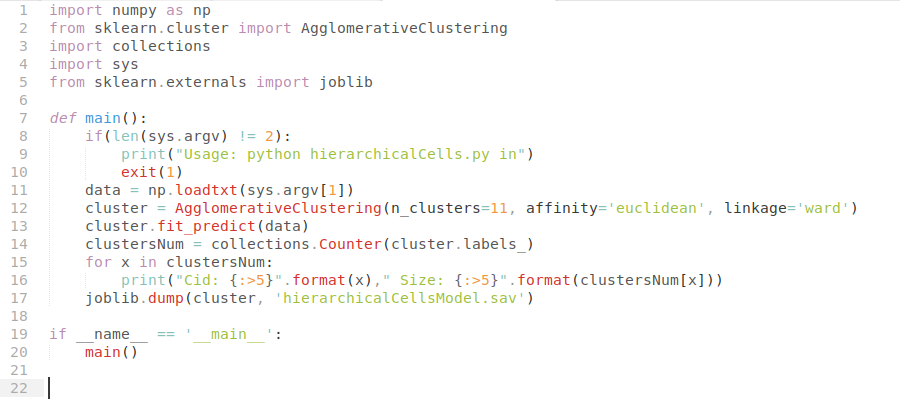 1 import numpy as np
2 from sklearn.cluster import AgglomerativeClustering
3 import collections
4 import sys
5 from sklearn.externals import joblib
6
7 def main():
8     if(len(sys.argv) != 2):
9         print("Usage: python hierarchicalCells.py in")
10         exit(1)
11     data = np.loadtxt(sys.argv[1])
12     cluster = AgglomerativeClustering(n_clusters=11, affinity='euclidean', linkage='ward')
13     cluster.fit_predict(data)
14     clustersNum = collections.Counter(cluster.labels_)
15     for x in clustersNum:
16         print("Cid: {:>5}".format(x)," Size: {:>5}".format(clustersNum[x]))
17     joblib.dump(cluster, 'hierarchicalCellsModel.sav')
18
19 if __name__ == '__main__':
20     main()
21
22